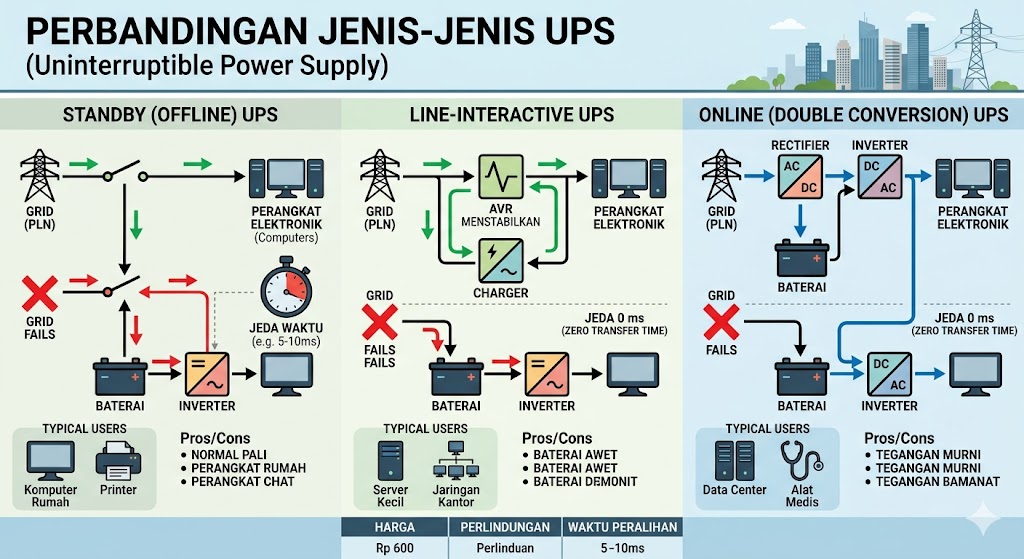 PERBANDINGAN JENIS-JENIS UPS
(Uninterruptible Power Supply)
STANDBY (OFFLINE) UPS
GRID
(PLN)
PERANGKAT
ELEKTRONIK
(Computers)
GRID
FAILS
JEDA WAKTU
(e.g. 5-10ms)
BATERAI
INVERTER
TYPICAL USERS
Komputer
Rumah
Printer
Pros/Cons
• NORMAL PALI
• PERANGKAT RUMAH
• PERANGKAT CHAT
LINE-INTERACTIVE UPS
GRID
(PLN)
AVR
MENSTABILKAN
PERANGKAT
ELEKTRONIK
CHARGER
GRID
FAILS
FAILS
JEDA 0 ms
(ZERO TRANSFER TIME)
BATERAI
INVERTER
TYPICAL USERS
Server
Kecil
Jaringan
Kantor
Pros/Cons
• BATERAI AWET
• BATERAI AWET
• BATERAI DEMONIT
ONLINE (DOUBLE CONVERSION) UPS
RECTIFIER
INVERTER
AC
DC
DC
AC
GRID
(PLN)
PERANGKAT
ELEKTRONIK
BATERAI
GRID
FAILS
JEDA 0 ms
(ZERO TRANSFER TIME)
DC
AC
BATERAI
INVERTER
TYPICAL USERS
Data Center
Alat
Medis
Pros/Cons
• TEGANGAN MURNI
• TEGANGAN MURNI
• TEGANGAN BAMANAT
HARGA PERLINDUNGAN WAKTU PERALIHAN
Rp 600 Perlinduan 5-10ms